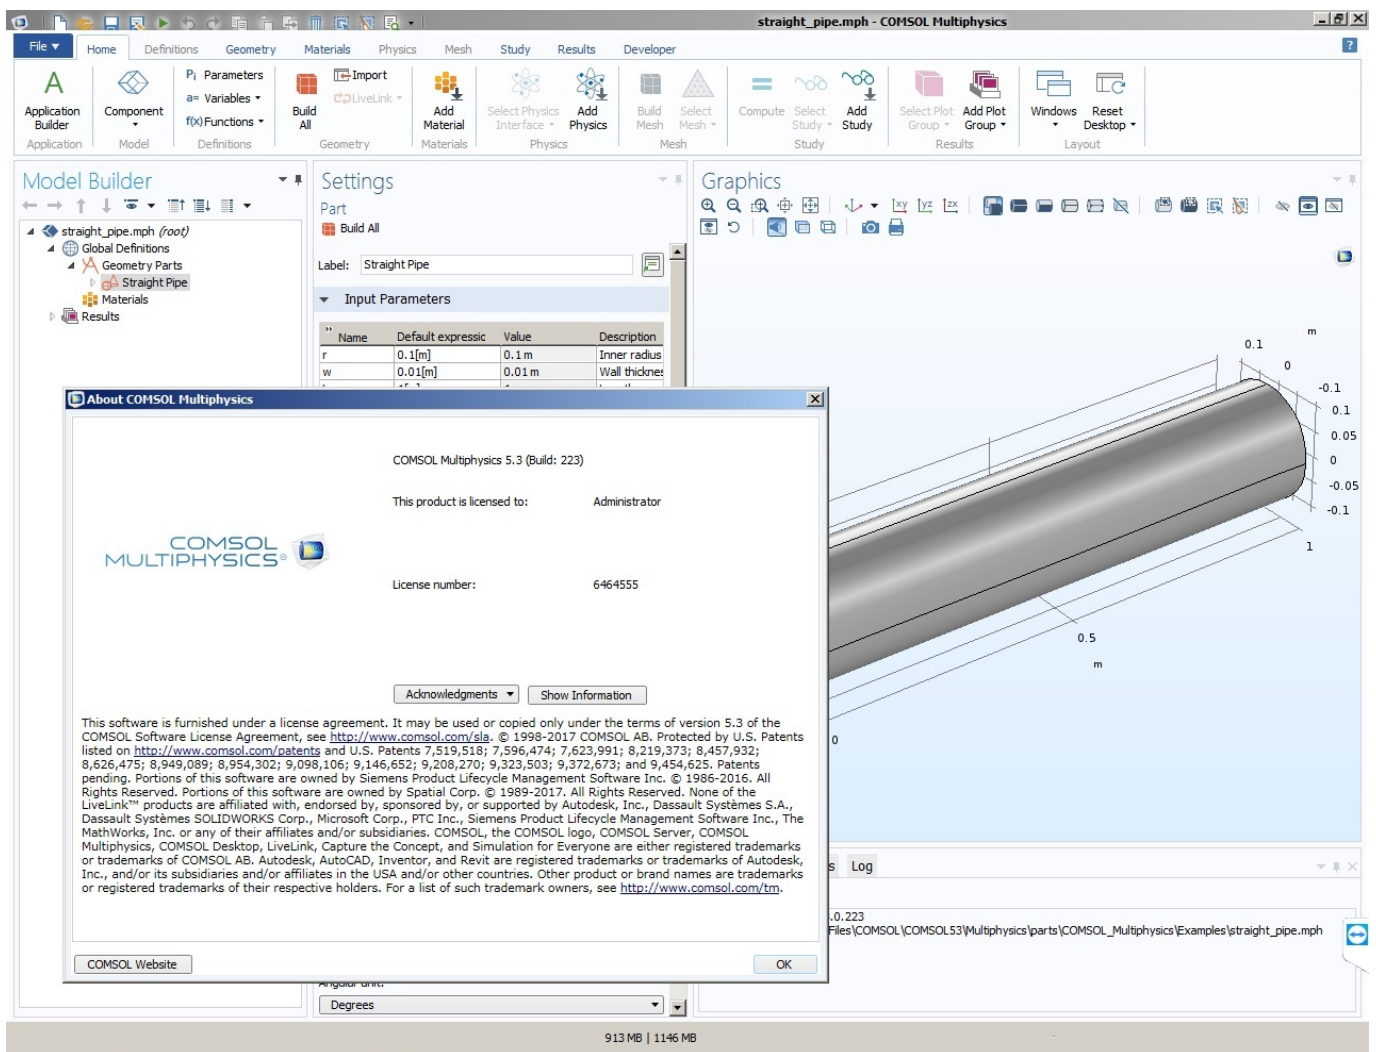 straight_pipe.mph - COMSOL Multiphysics
File Home Definitions Geometry Materials Physics Mesh Study Results Developer
Application Builder
Application
Component
Model
Pi Parameters
a= Variables
f(x) Functions
Definitions
Build All
Import
LiveLink
Geometry
Add Material
Materials
Select Physics Interface
Add Physics
Physics
Build Mesh
Select Mesh
Mesh
Compute
Select Study
Add Study
Study
Select Plot Group
Add Plot Group
Results
Windows
Reset Desktop
Layout
Model Builder
straight_pipe.mph (root)
Global Definitions
Geometry Parts
Straight Pipe
Materials
Results
Settings
Part
Build All
Label: Straight Pipe
Input Parameters
Name Default expressic Value Description
r 0.1[m] 0.1 m Inner radius
w 0.01[m] 0.01 m Wall thicknes
Graphics
xy yz zx
m
0.1
0
-0.1
0.1
0.05
0
-0.05
-0.1
1
0.5
m
0
About COMSOL Multiphysics
COMSOL MULTIPHYSICS®
COMSOL Multiphysics 5.3 (Build: 223)
This product is licensed to: Administrator
License number: 6464555
Acknowledgments Show Information
This software is furnished under a license agreement. It may be used or copied only under the terms of version 5.3 of the
COMSOL Software License Agreement, see http://www.comsol.com/sla. © 1998-2017 COMSOL AB. Protected by U.S. Patents
listed on http://www.comsol.com/patents and U.S. Patents 7,519,518; 7,596,474; 7,623,991; 8,219,373; 8,457,932;
8,626,475; 8,949,089; 8,954,302; 9,098,106; 9,146,652; 9,208,270; 9,323,503; 9,372,673; and 9,454,625. Patents
pending. Portions of this software are owned by Siemens Product Lifecycle Management Software Inc. © 1986-2016. All
Rights Reserved. Portions of this software are owned by Spatial Corp. © 1989-2017. All Rights Reserved. None of the
LiveLink™ products are affiliated with, endorsed by, sponsored by, or supported by Autodesk, Inc., Dassault Systèmes S.A.,
Dassault Systèmes SOLIDWORKS Corp., Microsoft Corp., PTC Inc., Siemens Product Lifecycle Management Software Inc., The
MathWorks, Inc. or any of their affiliates and/or subsidiaries. COMSOL, the COMSOL logo, COMSOL Server, COMSOL
Multiphysics, COMSOL Desktop, LiveLink, Capture the Concept, and Simulation for Everyone are either registered trademarks
or trademarks of COMSOL AB. Autodesk, AutoCAD, Inventor, and Revit are registered trademarks or trademarks of Autodesk,
Inc., and/or its subsidiaries and/or affiliates in the USA and/or other countries. Other product or brand names are trademarks
or registered trademarks of their respective holders. For a list of such trademark owners, see http://www.comsol.com/tm.
COMSOL Website OK
s Log
.0.223
Files\COMSOL\COMSOL53\Multiphysics\parts\COMSOL_Multiphysics\Examples\straight_pipe.mph
Angular unit:
Degrees
913 MB | 1146 MB